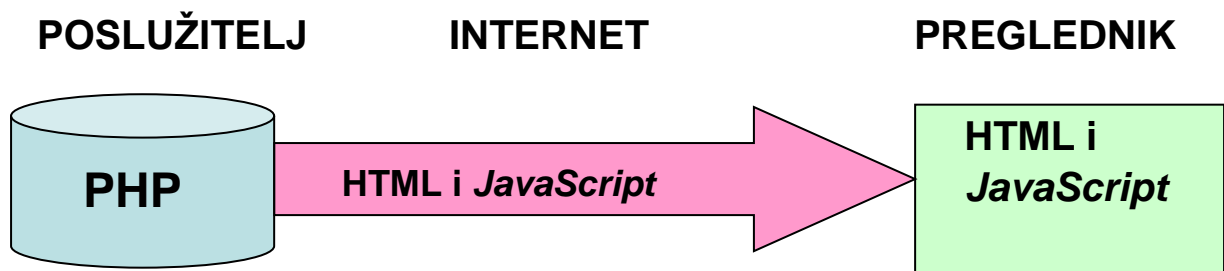 POSLUŽITELJ INTERNET PREGLEDNIK
PHP
HTML i JavaScript
HTML i
JavaScript